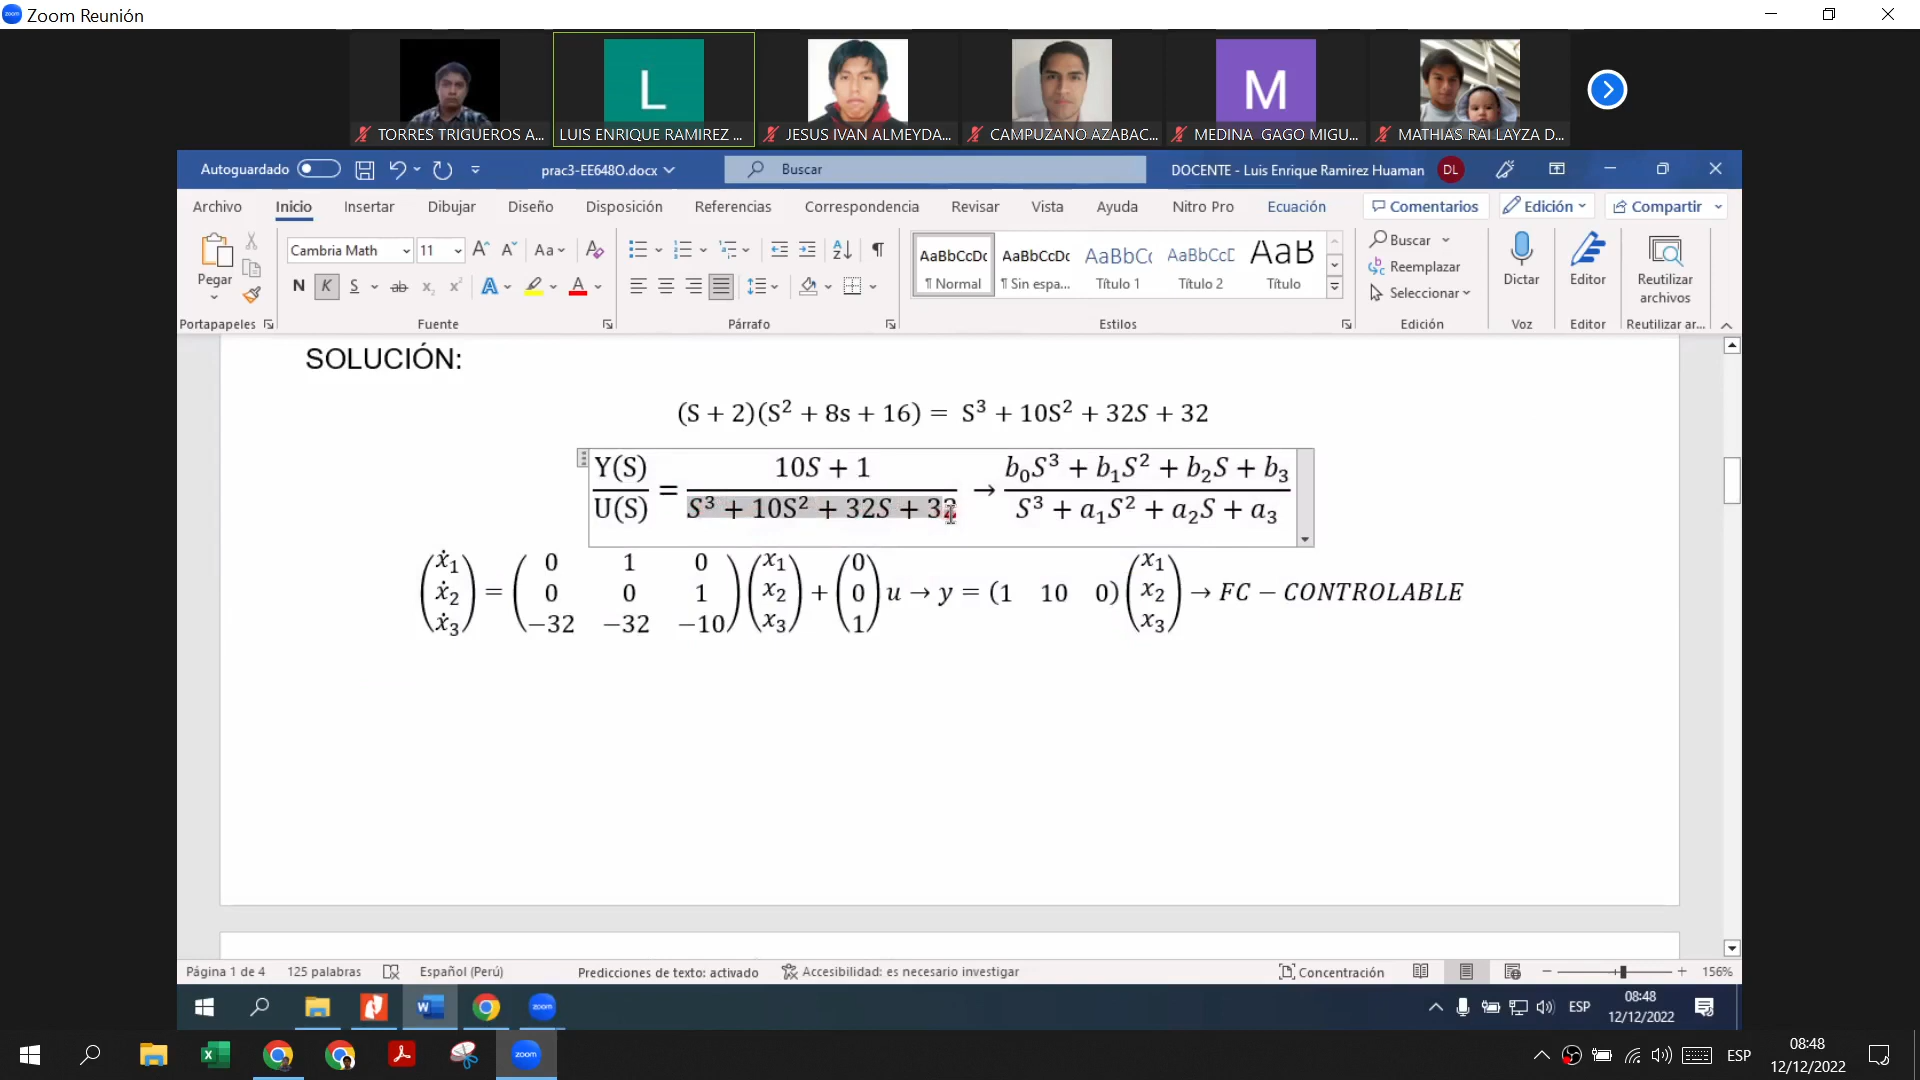 Zoom Reunión
TORRES TRIGUEROS A...
L
LUIS ENRIQUE RAMIREZ ...
JESUS IVAN ALMEYDA...
CAMPUZANO AZABAC...
M
MEDINA GAGO MIGU...
MATHIAS RAI LAYZA D...
Autoguardado
prac3-EE648O.docx
Buscar
DOCENTE - Luis Enrique Ramirez Huaman
DL
Archivo Inicio Insertar Dibujar Diseño Disposición Referencias Correspondencia Revisar Vista Ayuda Nitro Pro Ecuación Comentarios Edición Compartir
Pegar
Cambria Math 11
N K S ab x₂ x² A A
Aa
AaBbCcDc AaBbCcDc AaBbCc AaBbCcD AaB
¶ Normal ¶ Sin espa... Título 1 Título 2 Título
Buscar
Reemplazar
Seleccionar
Dictar
Editor
Reutilizar archivos
Portapapeles Fuente Párrafo Estilos Edición Voz Editor Reutilizar ar...
SOLUCIÓN:
(S + 2)(S² + 8s + 16) = S³ + 10S² + 32S + 32
Y(S)/U(S) = (10S + 1)/(S³ + 10S² + 32S + 32) → (b₀S³ + b₁S² + b₂S + b₃)/(S³ + a₁S² + a₂S + a₃)
(ẋ₁ ẋ₂ ẋ₃) = (0 1 0 0 0 1 −32 −32 −10)(x₁ x₂ x₃) + (0 0 1) u → y = (1 10 0)(x₁ x₂ x₃) → FC − CONTROLABLE
Página 1 de 4 125 palabras Español (Perú) Predicciones de texto: activado Accesibilidad: es necesario investigar Concentración 156%
ESP
08:48
12/12/2022
zoom
ESP
08:48
12/12/2022